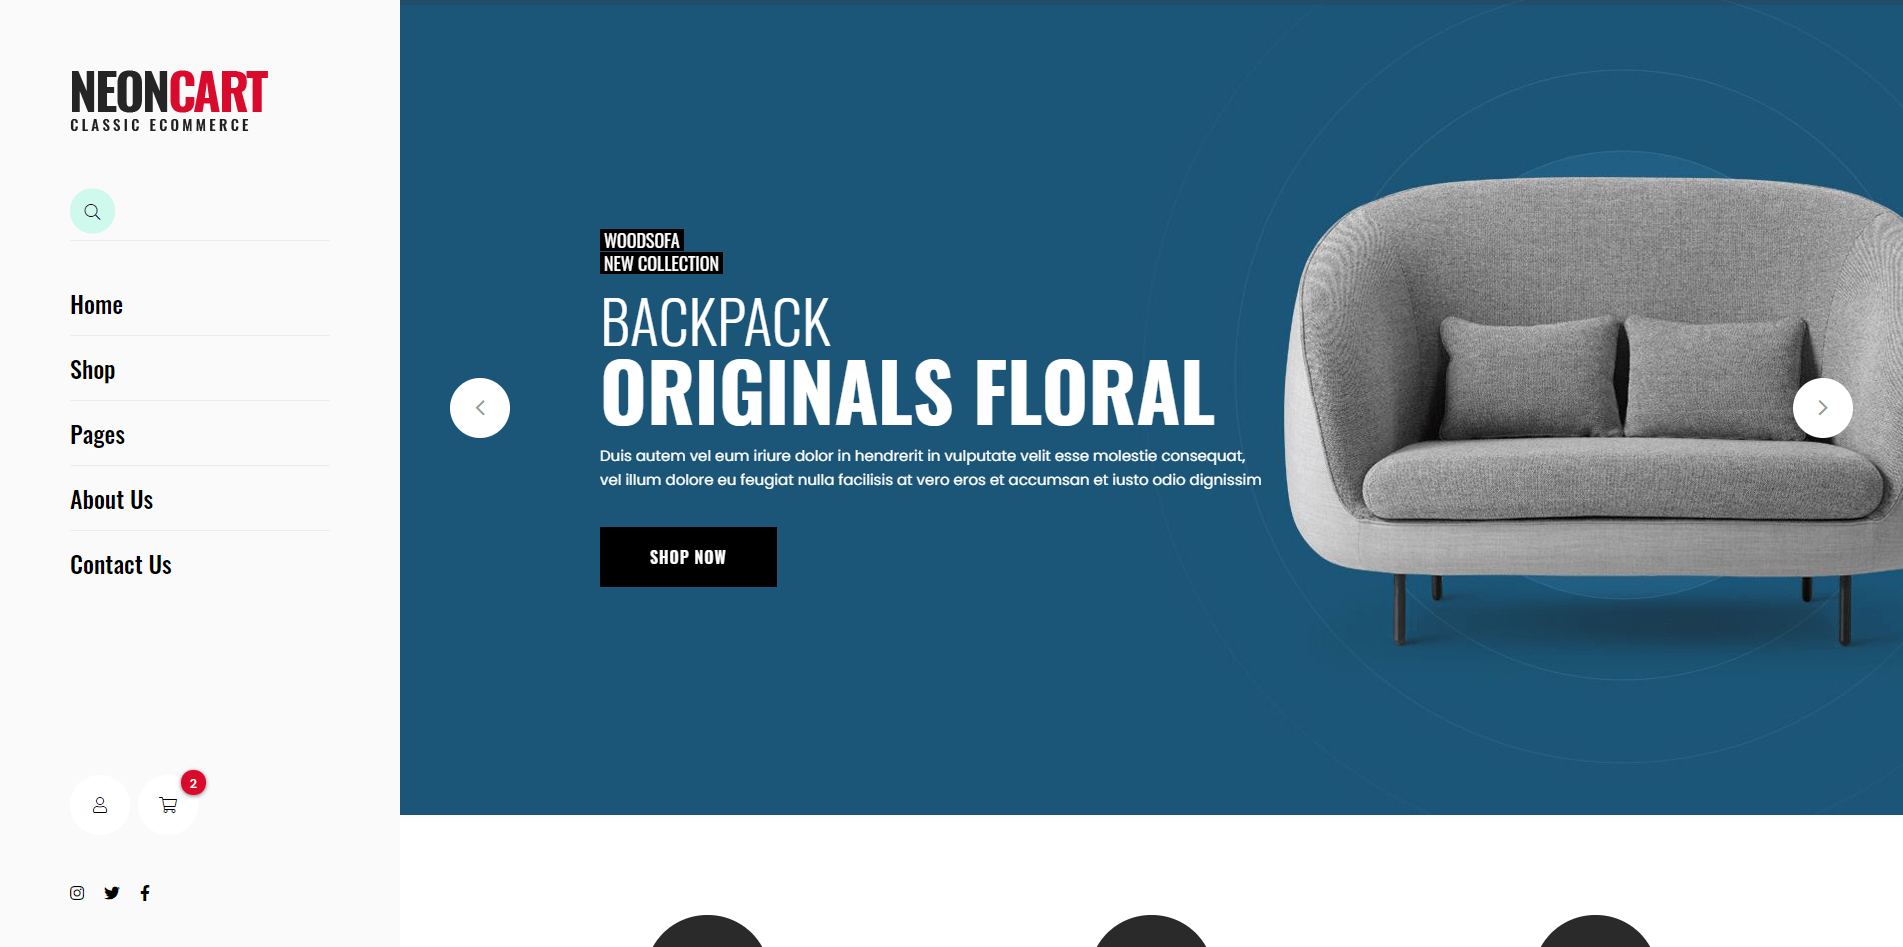 NEONCART
CLASSIC ECOMMERCE
Home
Shop
Pages
About Us
Contact Us
2
WOODSOFA
NEW COLLECTION
BACKPACK
ORIGINALS FLORAL
Duis autem vel eum iriure dolor in hendrerit in vulputate velit esse molestie consequat,
vel illum dolore eu feugiat nulla facilisis at vero eros et accumsan et iusto odio dignissim
SHOP NOW